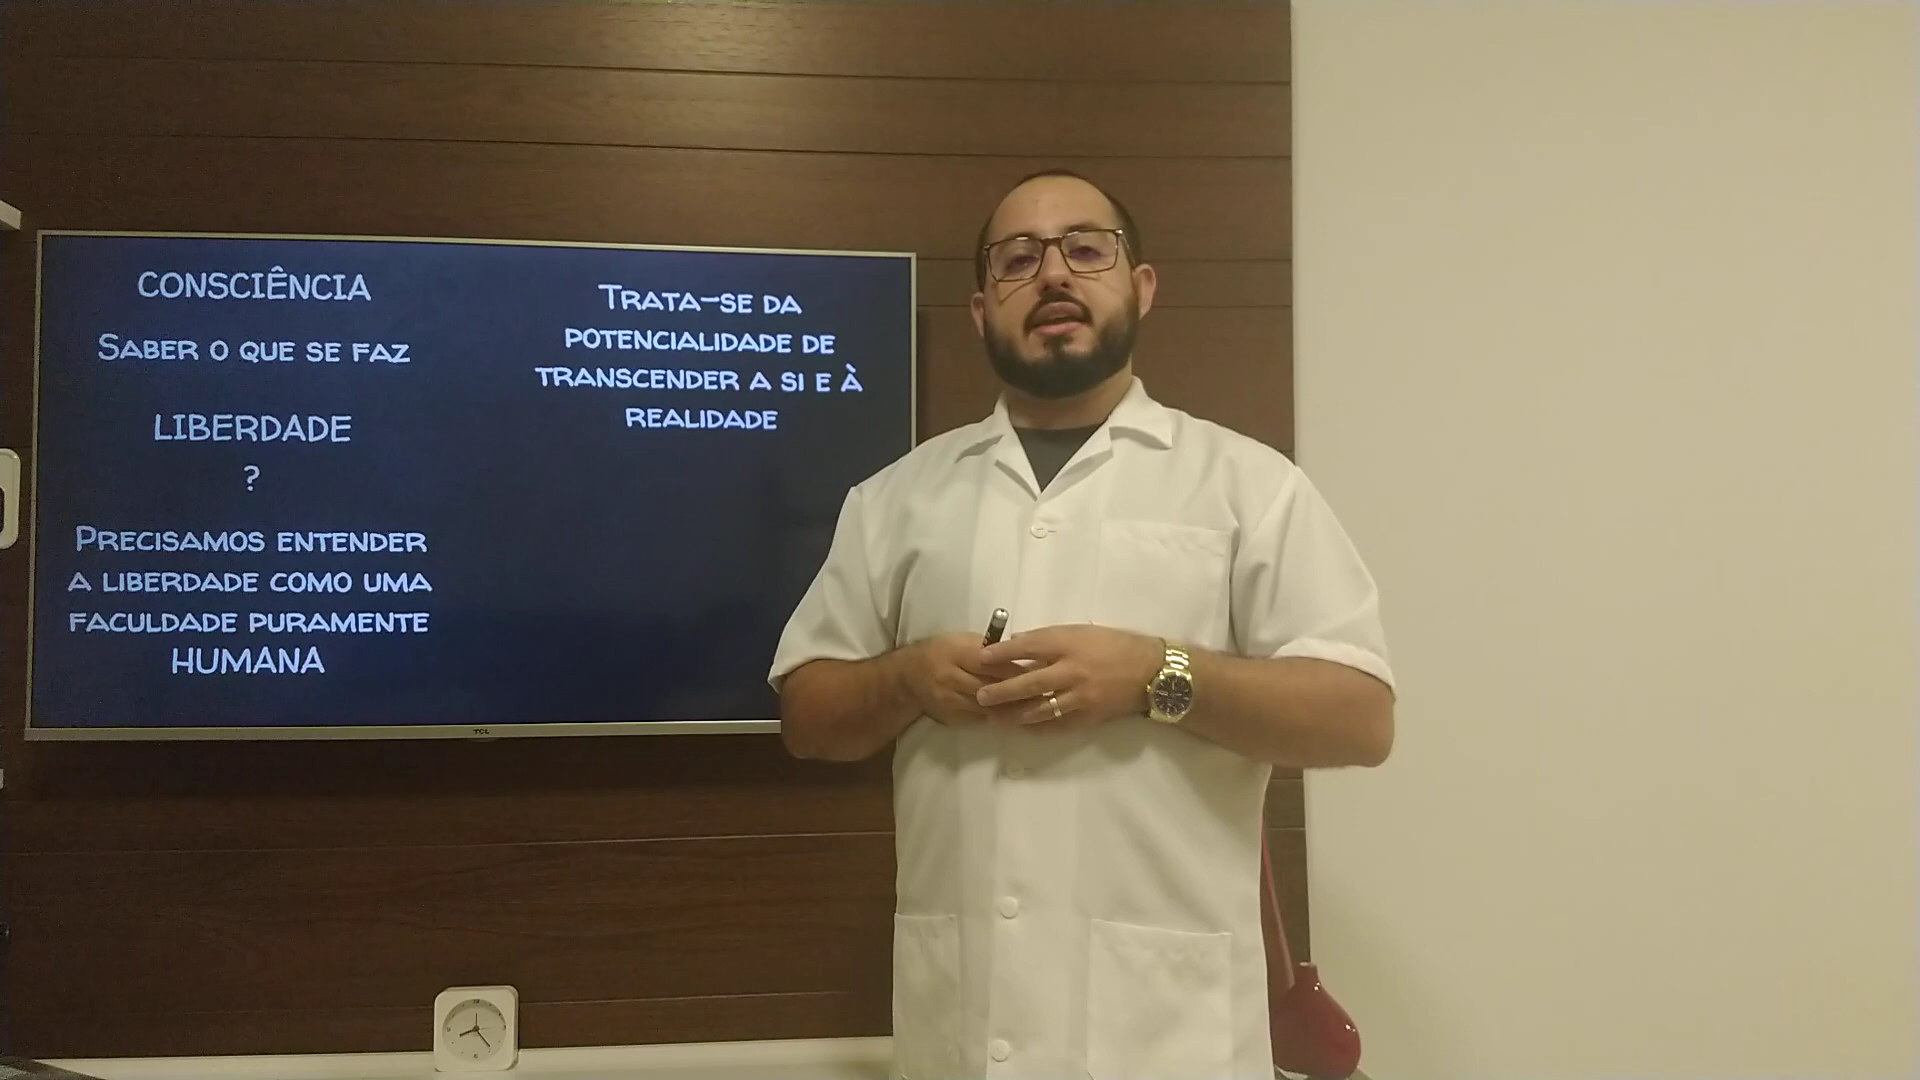 CONSCIÊNCIA
SABER O QUE SE FAZ
LIBERDADE
?
PRECISAMOS ENTENDER
A LIBERDADE COMO UMA
FACULDADE PURAMENTE
HUMANA
TRATA-SE DA
POTENCIALIDADE DE
TRANSCENDER A SI E À
REALIDADE
TCL